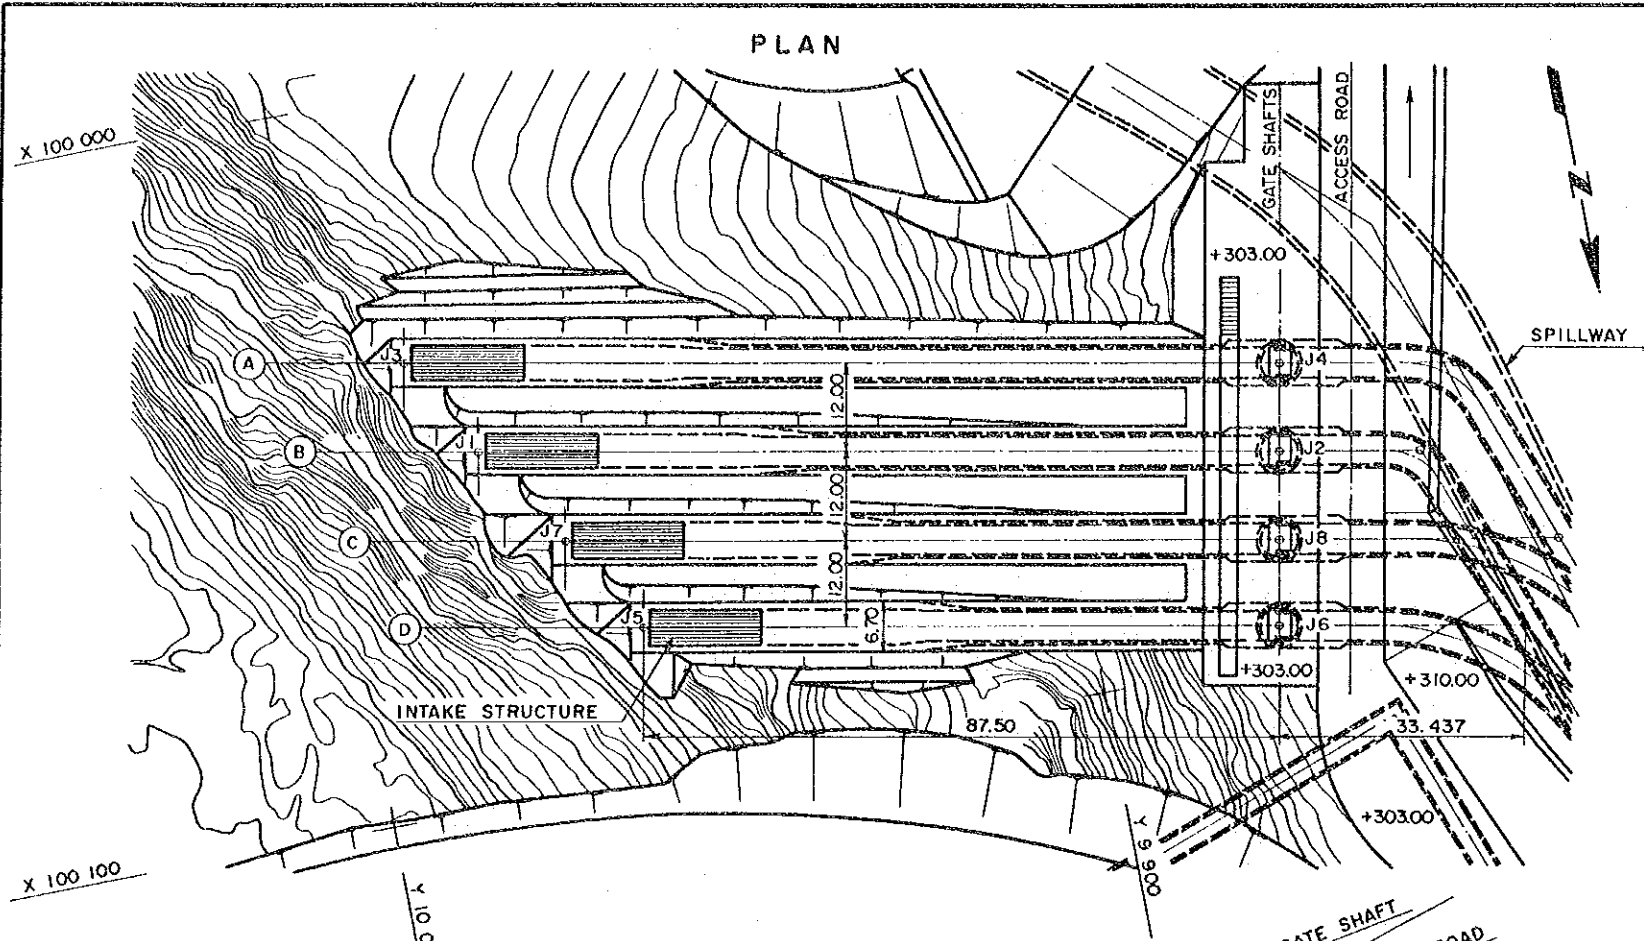 PLAN
X 100 000
GATE SHAFTS
ACCESS ROAD
N
+303.00
SPILLWAY
A
J3
J4
12.00
B
J1
J2
12.00
C
J7
J8
12.00
D
J5
6.70
J6
+303.00
+310.00
INTAKE STRUCTURE
87.50
33.437
+303.00
X 100 100
Y 10 0
Y 9 900
GATE SHAFT
ROAD